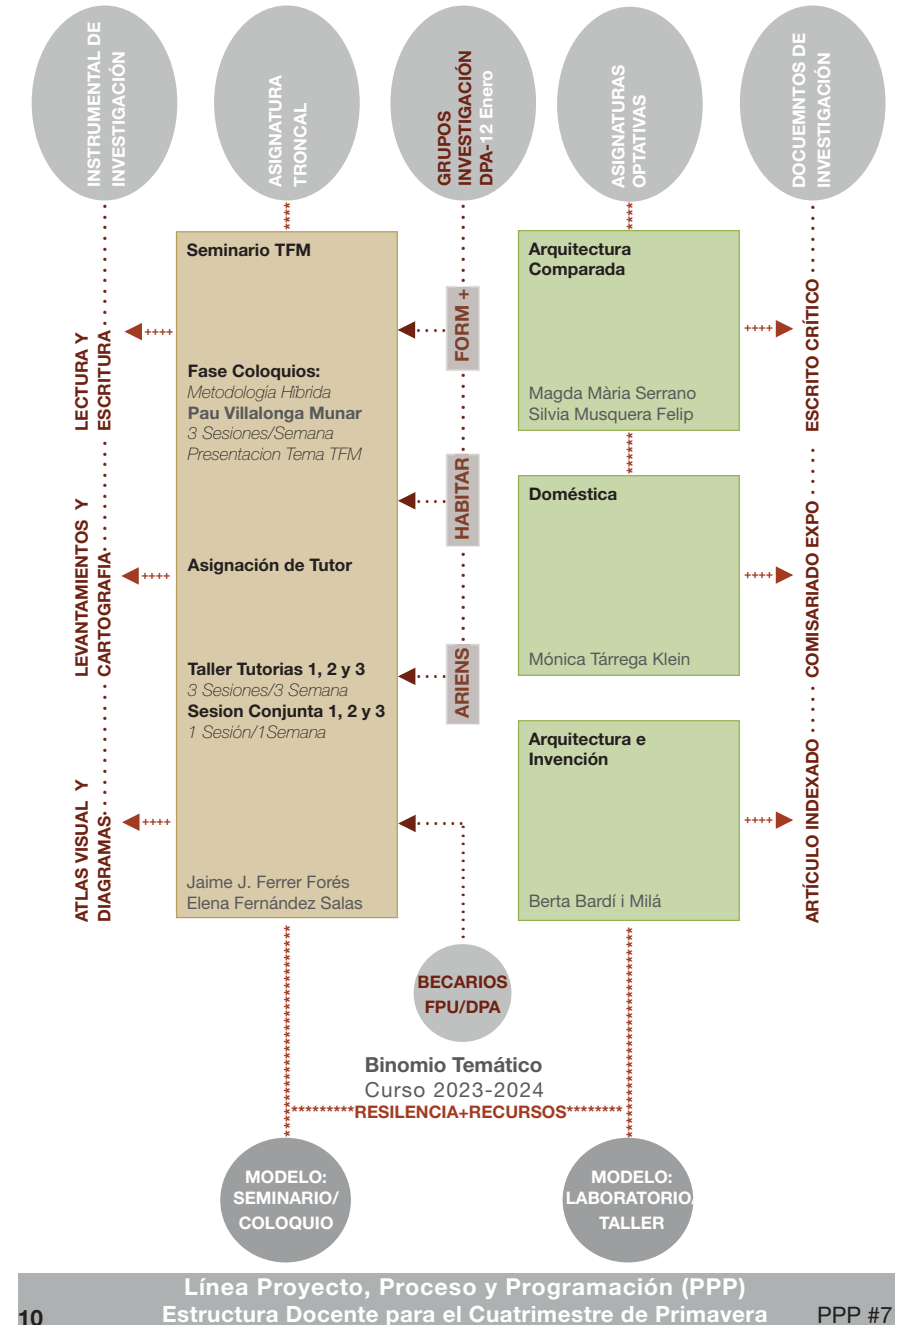 INSTRUMENTAL DE
INVESTIGACIÓN
ASIGNATURA
TRONCAL
GRUPOS
INVESTIGACIÓN
DPA-12 Enero
ASIGNATURAS
OPTATIVAS
DOCUEMNTOS DE
INVESTIGACIÓN
LECTURA Y
ESCRITURA
LEVANTAMIENTOS Y
CARTOGRAFIA
ATLAS VISUAL Y
DIAGRAMAS
Seminario TFM
Fase Coloquios:
Metodología Híbrida
Pau Villalonga Munar
3 Sesiones/Semana
Presentacion Tema TFM
Asignación de Tutor
Taller Tutorias 1, 2 y 3
3 Sesiones/3 Semana
Sesion Conjunta 1, 2 y 3
1 Sesión/1Semana
Jaime J. Ferrer Forés
Elena Fernández Salas
FORM +
HABITAR
ARIENS
Arquitectura
Comparada
Magda Mària Serrano
Silvia Musquera Felip
Doméstica
Mónica Tárrega Klein
Arquitectura e
Invención
Berta Bardí i Milá
ESCRITO CRÍTICO
COMISARIADO EXPO
ARTÍCULO INDEXADO
BECARIOS
FPU/DPA
Binomio Temático
Curso 2023-2024
*********RESILENCIA+RECURSOS********
MODELO:
SEMINARIO/
COLOQUIO
MODELO:
LABORATORIO/
TALLER
Línea Proyecto, Proceso y Programación (PPP)
10 Estructura Docente para el Cuatrimestre de Primavera PPP #7